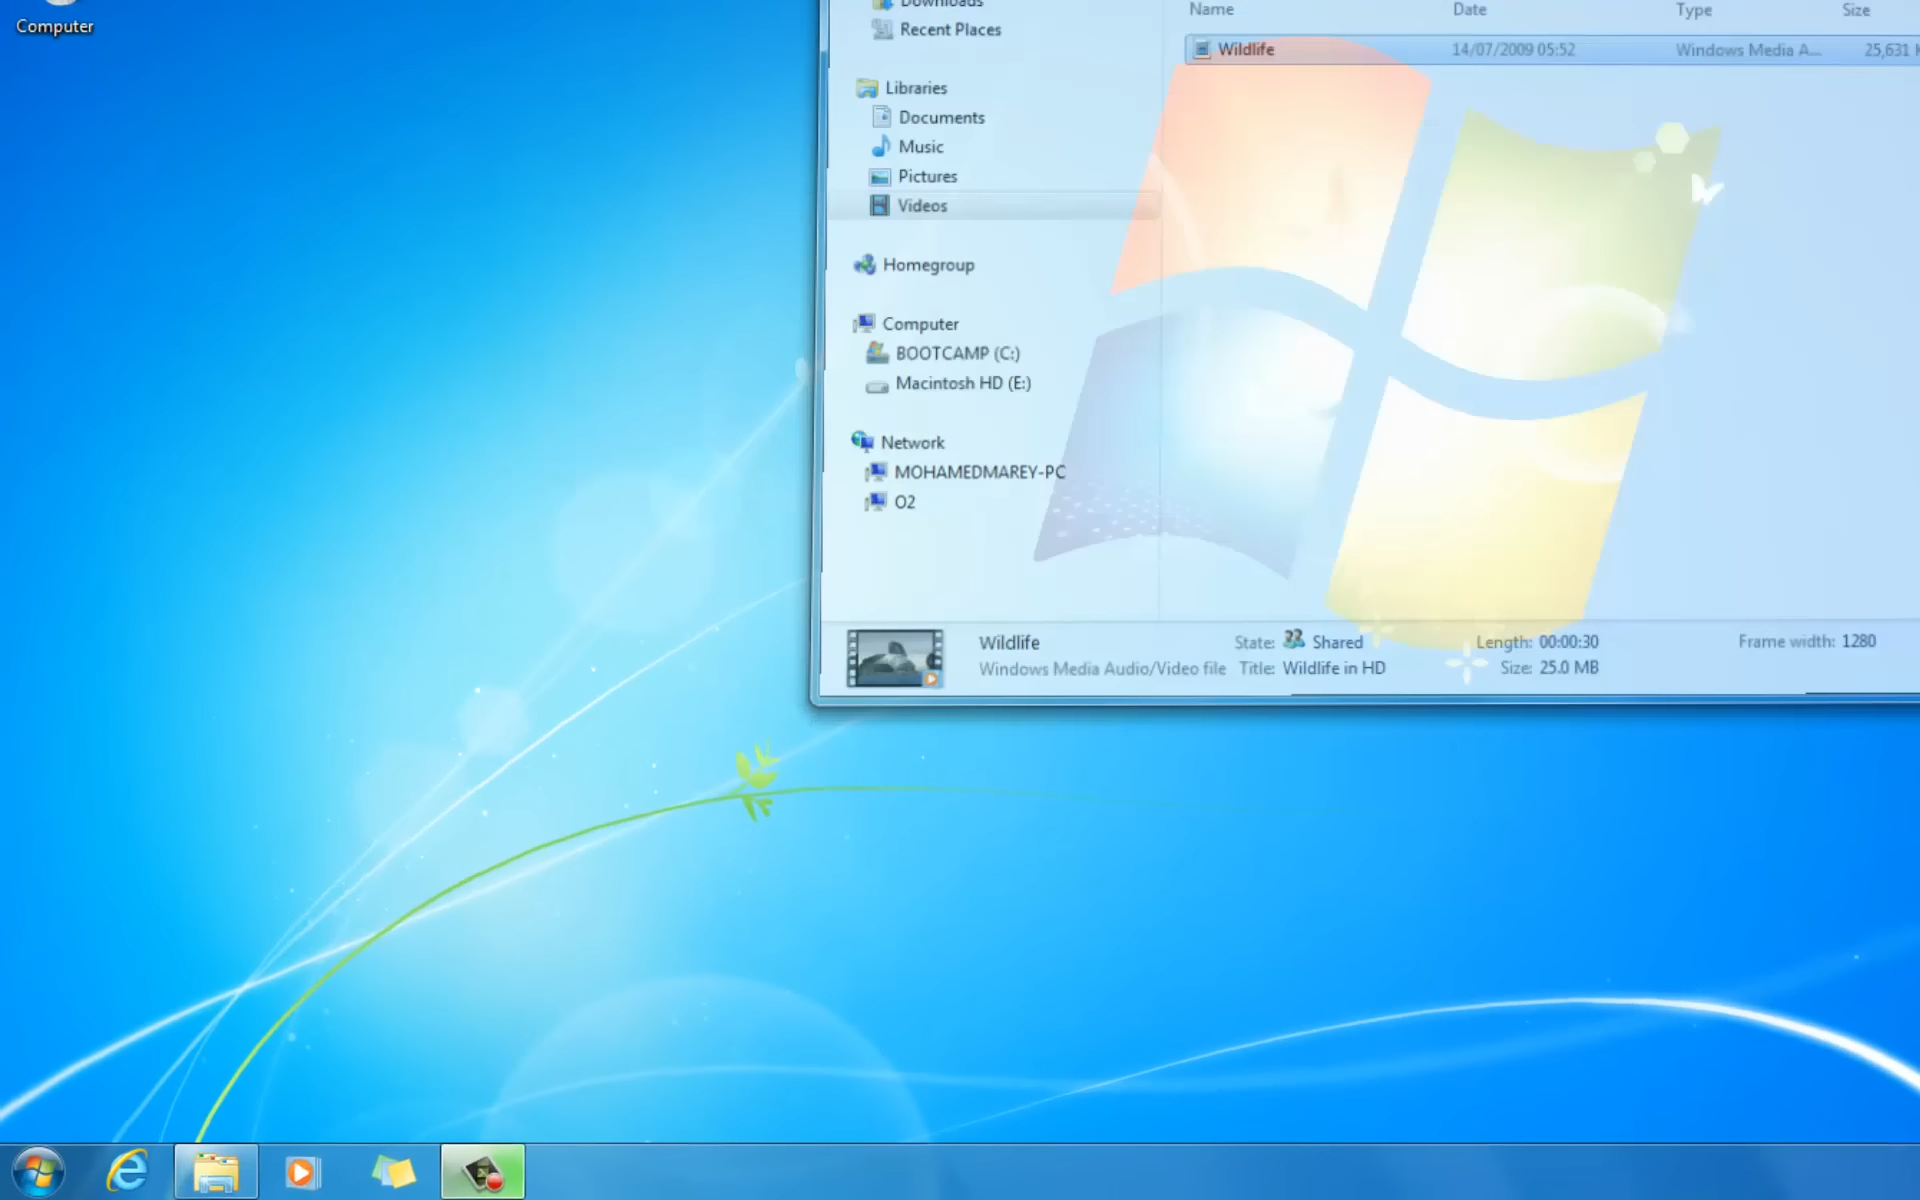 Computer
Downloads
Recent Places
Libraries
Documents
Music
Pictures
Videos
Homegroup
Computer
BOOTCAMP (C:)
Macintosh HD (E:)
Network
MOHAMEDMAREY-PC
O2
Name Date Type Size
Wildlife 14/07/2009 05:52 Windows Media A... 25,631 K
Wildlife State: Shared Length: 00:00:30 Frame width: 1280
Windows Media Audio/Video file Title: Wildlife in HD Size: 25.0 MB